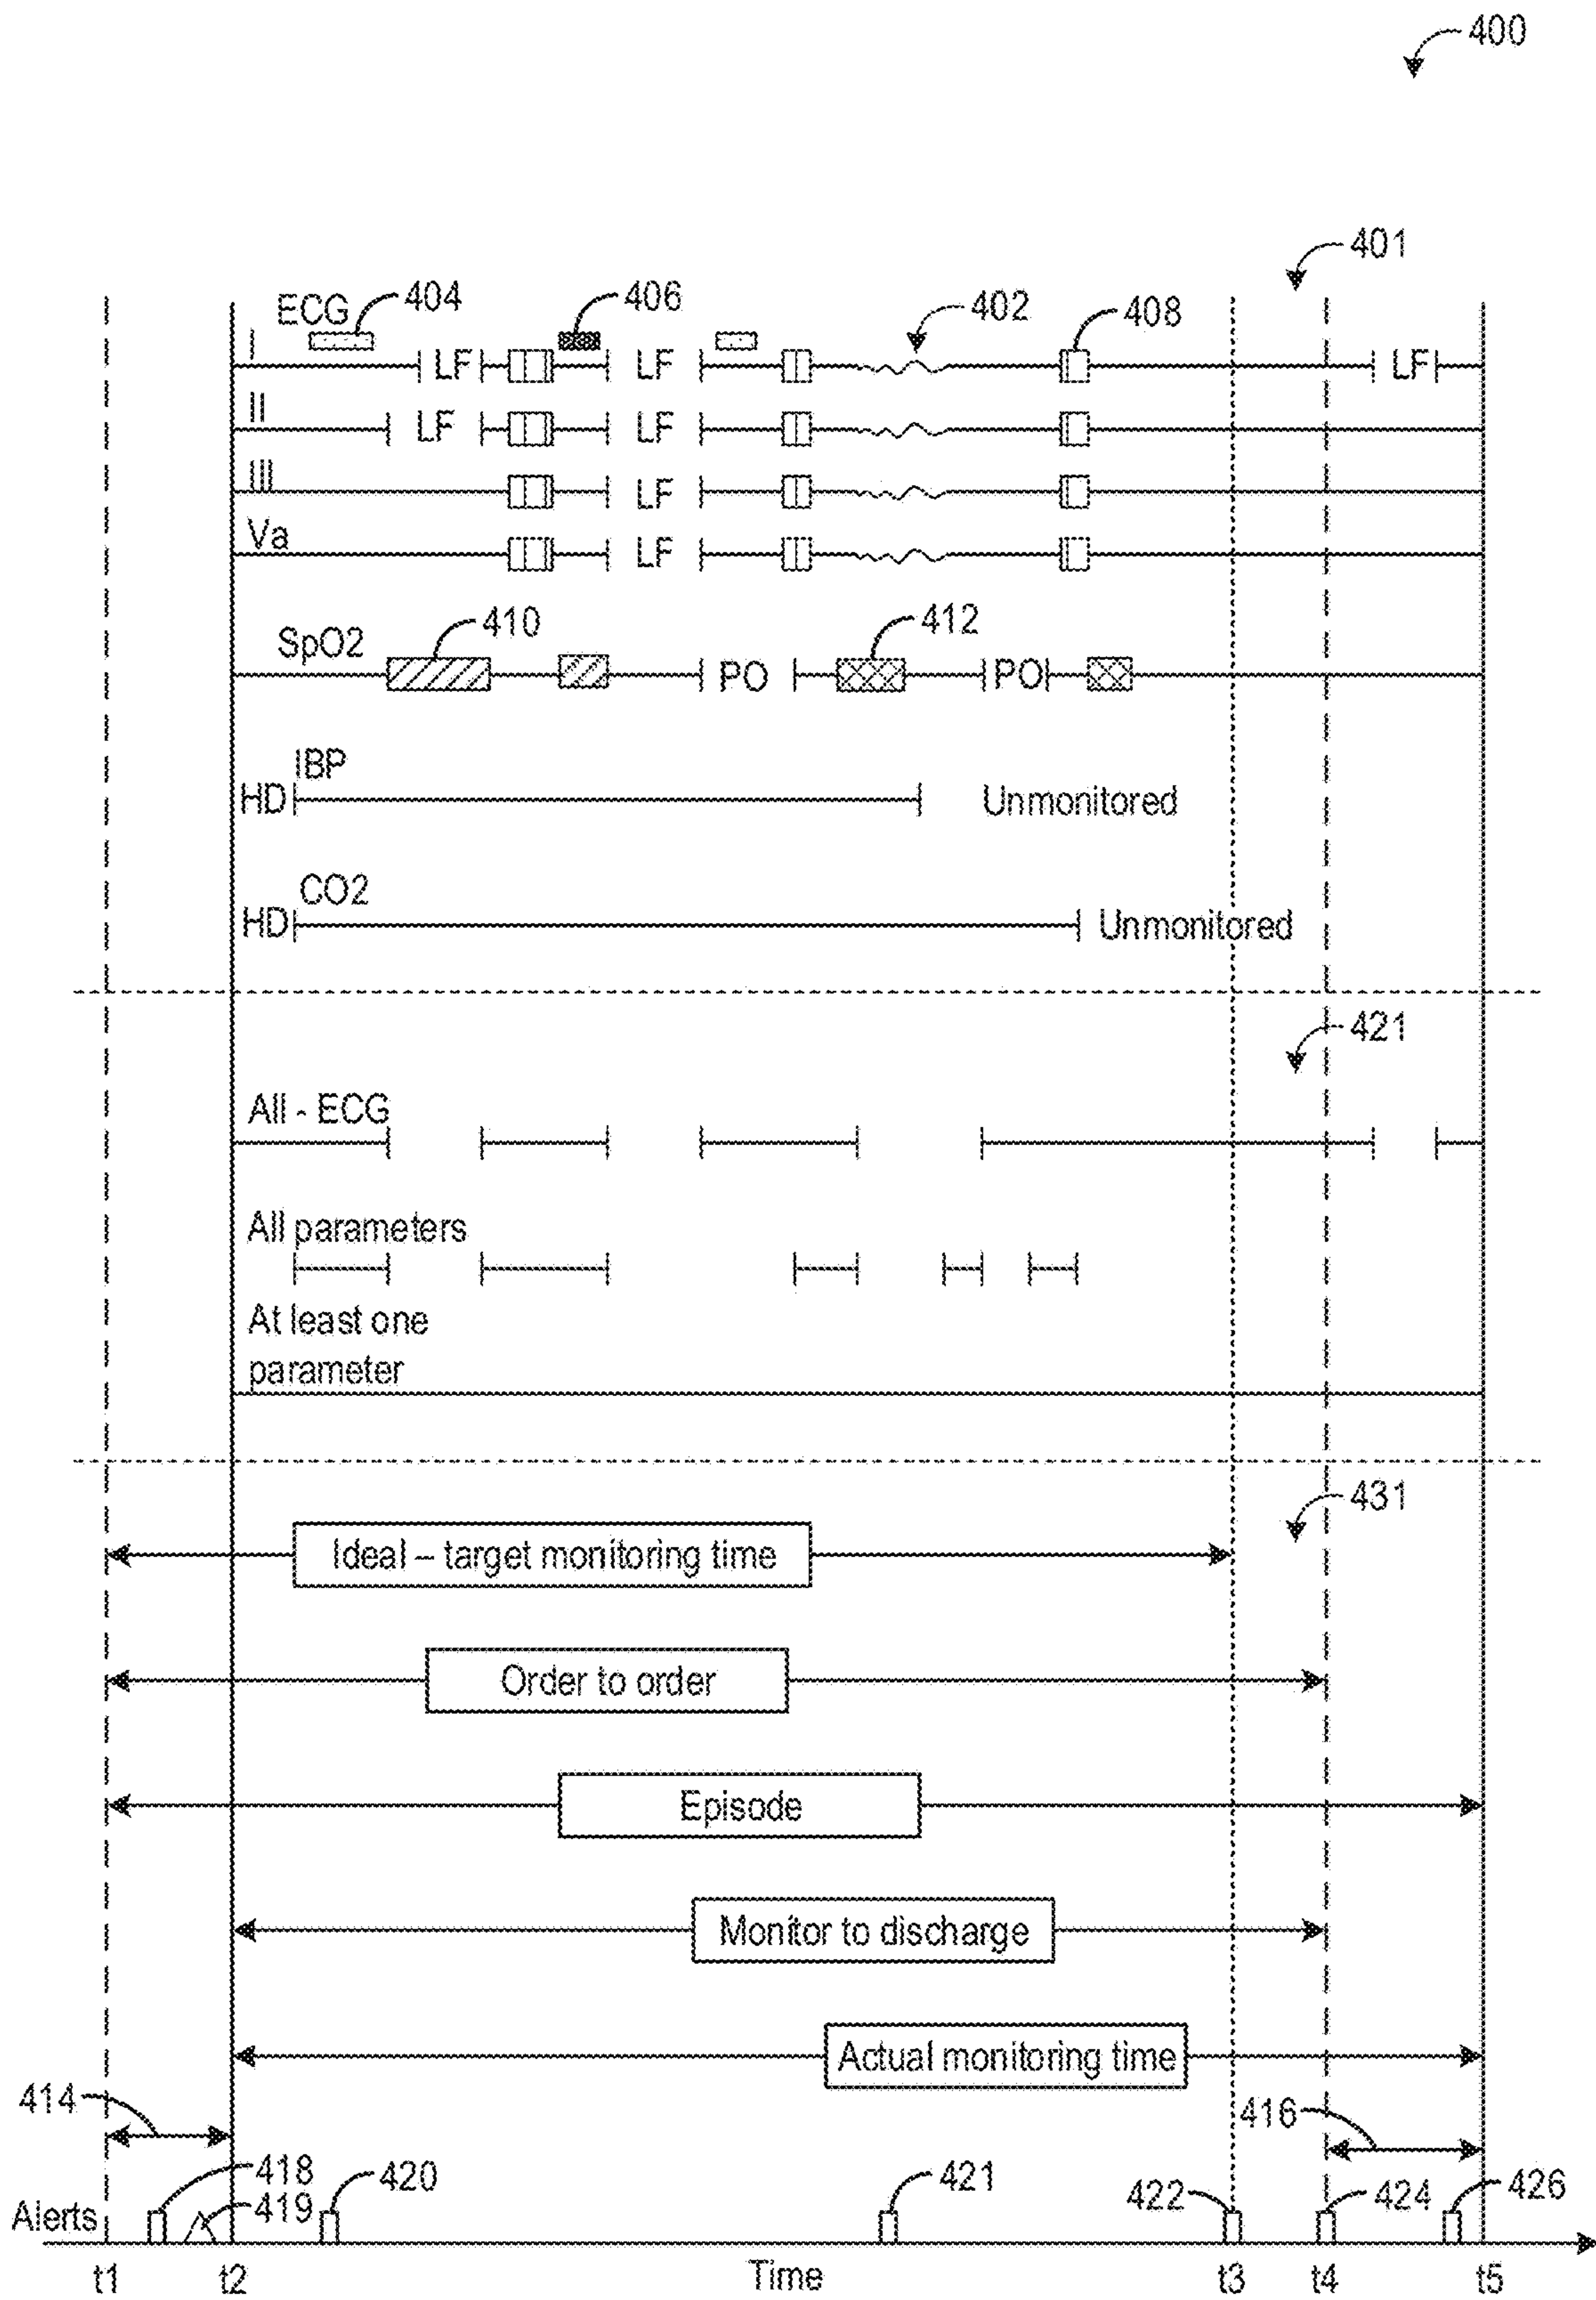 400
401
ECG 404 406 402 408
I LF LF LF
II LF LF
III LF
Va LF
SpO2 410 PO 412 PO
IBP
HD Unmonitored
CO2
HD Unmonitored
421
All - ECG
All parameters
At least one
parameter
431
Ideal – target monitoring time
Order to order
Episode
Monitor to discharge
Actual monitoring time
414 416
418 420 421 422 424 426
Alerts 419
t1 t2 Time t3 t4 t5